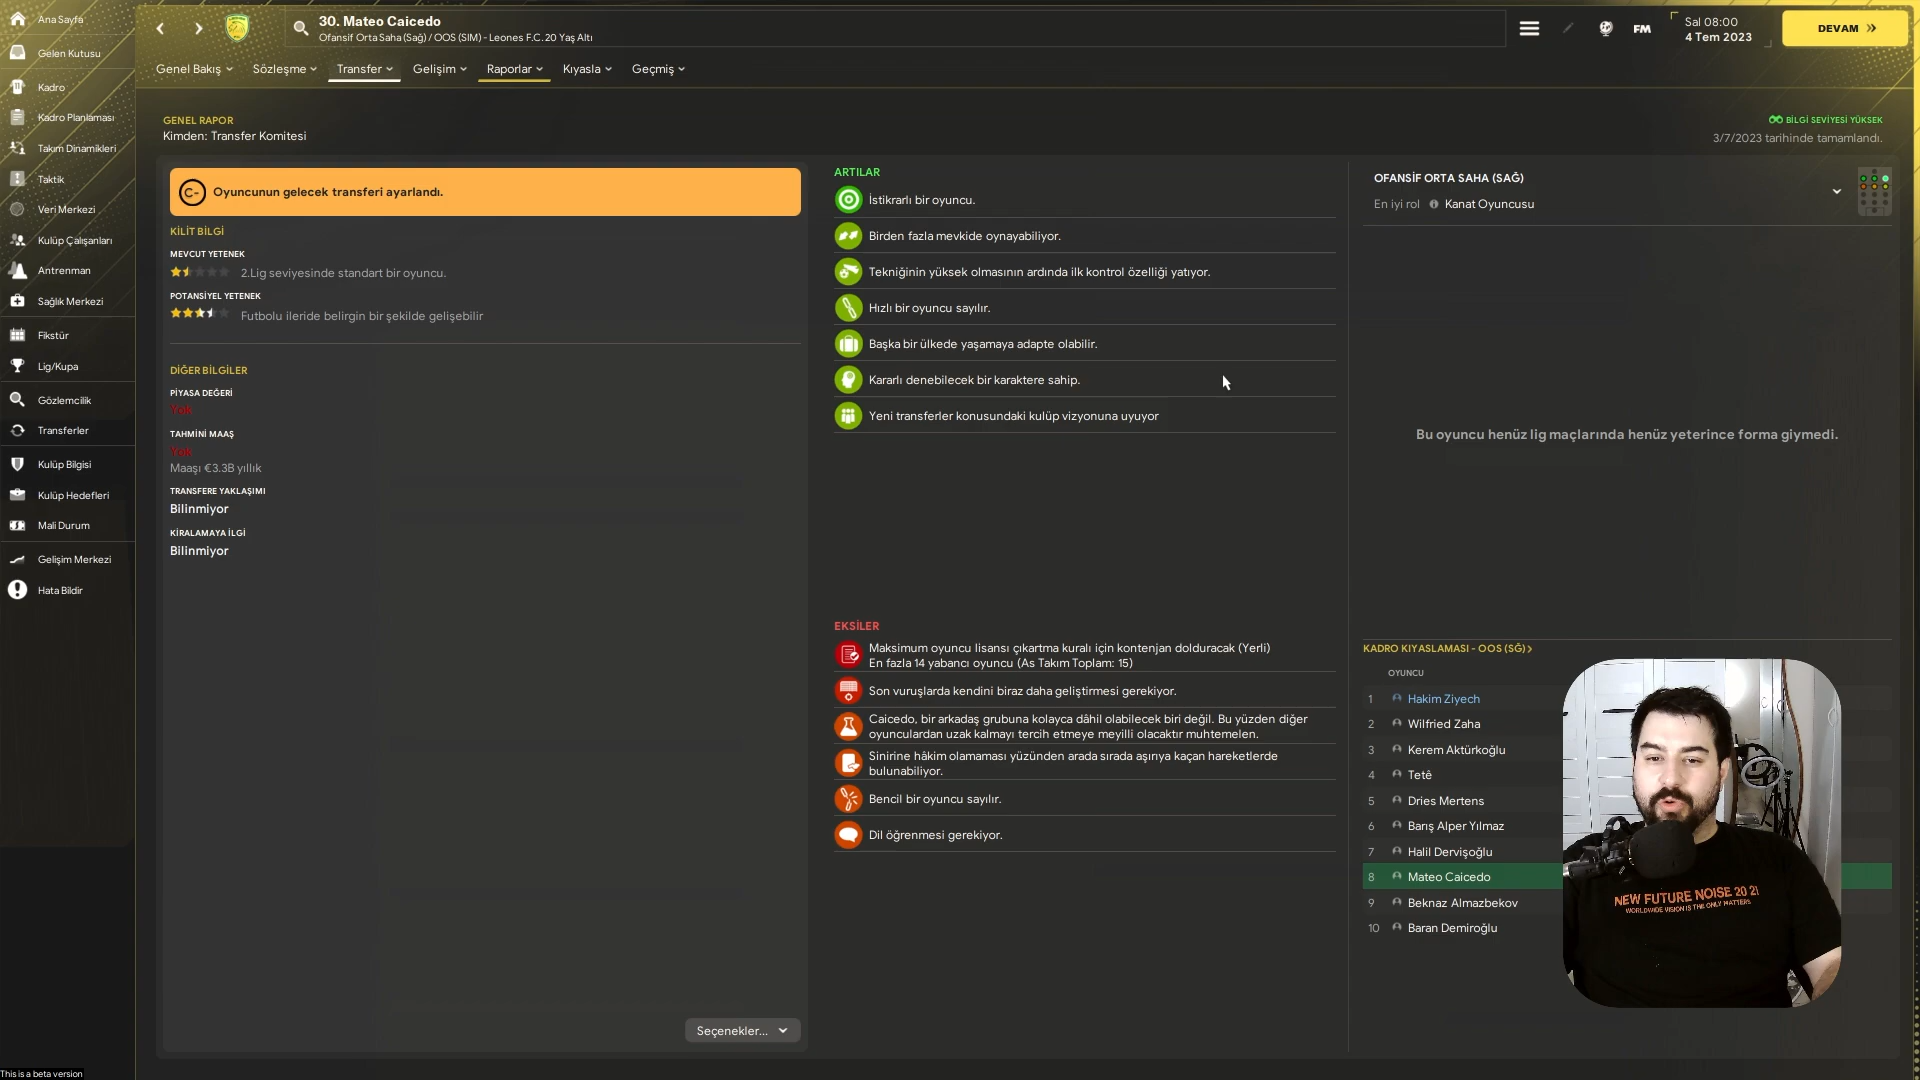 Ana Sayfa
Gelen Kutusu
Kadro
Kadro Planlaması
Takım Dinamikleri
Taktik
Veri Merkezi
Kulüp Çalışanları
Antrenman
Sağlık Merkezi
Fikstür
Lig/Kupa
Gözlemcilik
Transferler
Kulüp Bilgisi
Kulüp Hedefleri
Mali Durum
Gelişim Merkezi
Hata Bildir
This is a beta version
30. Mateo Caicedo
Ofansif Orta Saha (Sağ) / OOS (SIM) - Leones F.C. 20 Yaş Altı
FM
Sal 08:00
4 Tem 2023
DEVAM
Genel Bakış
Sözleşme
Transfer
Gelişim
Raporlar
Kıyasla
Geçmiş
GENEL RAPOR
Kimden: Transfer Komitesi
BİLGİ SEVİYESİ YÜKSEK
3/7/2023 tarihinde tamamlandı.
C- Oyuncunun gelecek transferi ayarlandı.
KİLİT BİLGİ
MEVCUT YETENEK
2.Lig seviyesinde standart bir oyuncu.
POTANSİYEL YETENEK
Futbolu ileride belirgin bir şekilde gelişebilir
DİĞER BİLGİLER
PİYASA DEĞERİ
Yok
TAHMİNİ MAAŞ
Yok
Maaşı €3.3B yıllık
TRANSFERE YAKLAŞIMI
Bilinmiyor
KİRALAMAYA İLGİ
Bilinmiyor
Seçenekler...
ARTILAR
İstikrarlı bir oyuncu.
Birden fazla mevkide oynayabiliyor.
Tekniğinin yüksek olmasının ardında ilk kontrol özelliği yatıyor.
Hızlı bir oyuncu sayılır.
Başka bir ülkede yaşamaya adapte olabilir.
Kararlı denebilecek bir karaktere sahip.
Yeni transferler konusundaki kulüp vizyonuna uyuyor
EKSİLER
Maksimum oyuncu lisansı çıkartma kuralı için kontenjan dolduracak (Yerli)
En fazla 14 yabancı oyuncu (As Takım Toplam: 15)
Son vuruşlarda kendini biraz daha geliştirmesi gerekiyor.
Caicedo, bir arkadaş grubuna kolayca dâhil olabilecek biri değil. Bu yüzden diğer
oyunculardan uzak kalmayı tercih etmeye meyilli olacaktır muhtemelen.
Sinirine hâkim olamaması yüzünden arada sırada aşırıya kaçan hareketlerde
bulunabiliyor.
Bencil bir oyuncu sayılır.
Dil öğrenmesi gerekiyor.
OFANSİF ORTA SAHA (SAĞ)
En iyi rol Kanat Oyuncusu
Bu oyuncu henüz lig maçlarında henüz yeterince forma giymedi.
KADRO KIYASLAMASI - OOS (SĞ)
OYUNCU
1 Hakim Ziyech
2 Wilfried Zaha
3 Kerem Aktürkoğlu
4 Tetê
5 Dries Mertens
6 Barış Alper Yılmaz
7 Halil Dervişoğlu
8 Mateo Caicedo
9 Beknaz Almazbekov
10 Baran Demiroğlu
NEW FUTURE NOISE 20 21
WORLDWIDE VISION IS THE ONLY MATTERS